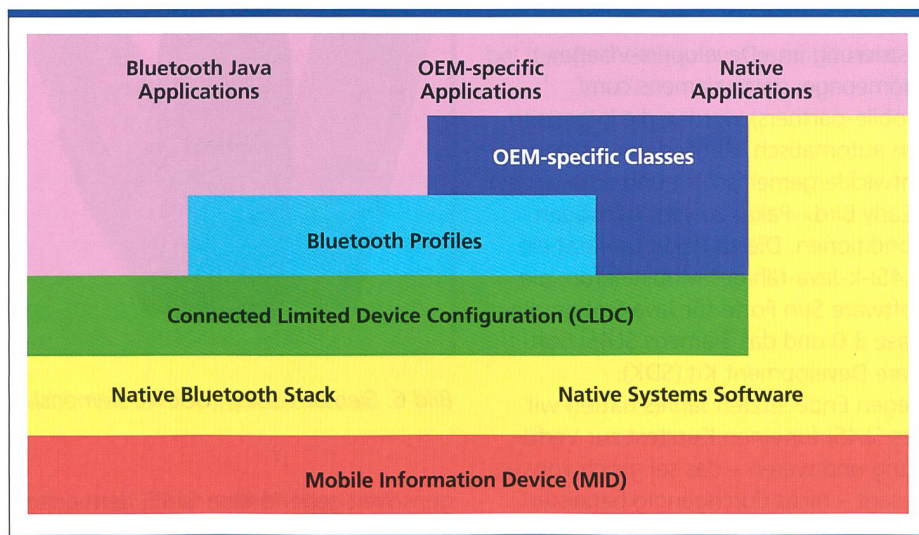 Bluetooth Java
Applications
OEM-specific
Applications
Native
Applications
OEM-specific Classes
Bluetooth Profiles
Connected Limited Device Configuration (CLDC)
Native Bluetooth Stack
Native Systems Software
Mobile Information Device (MID)